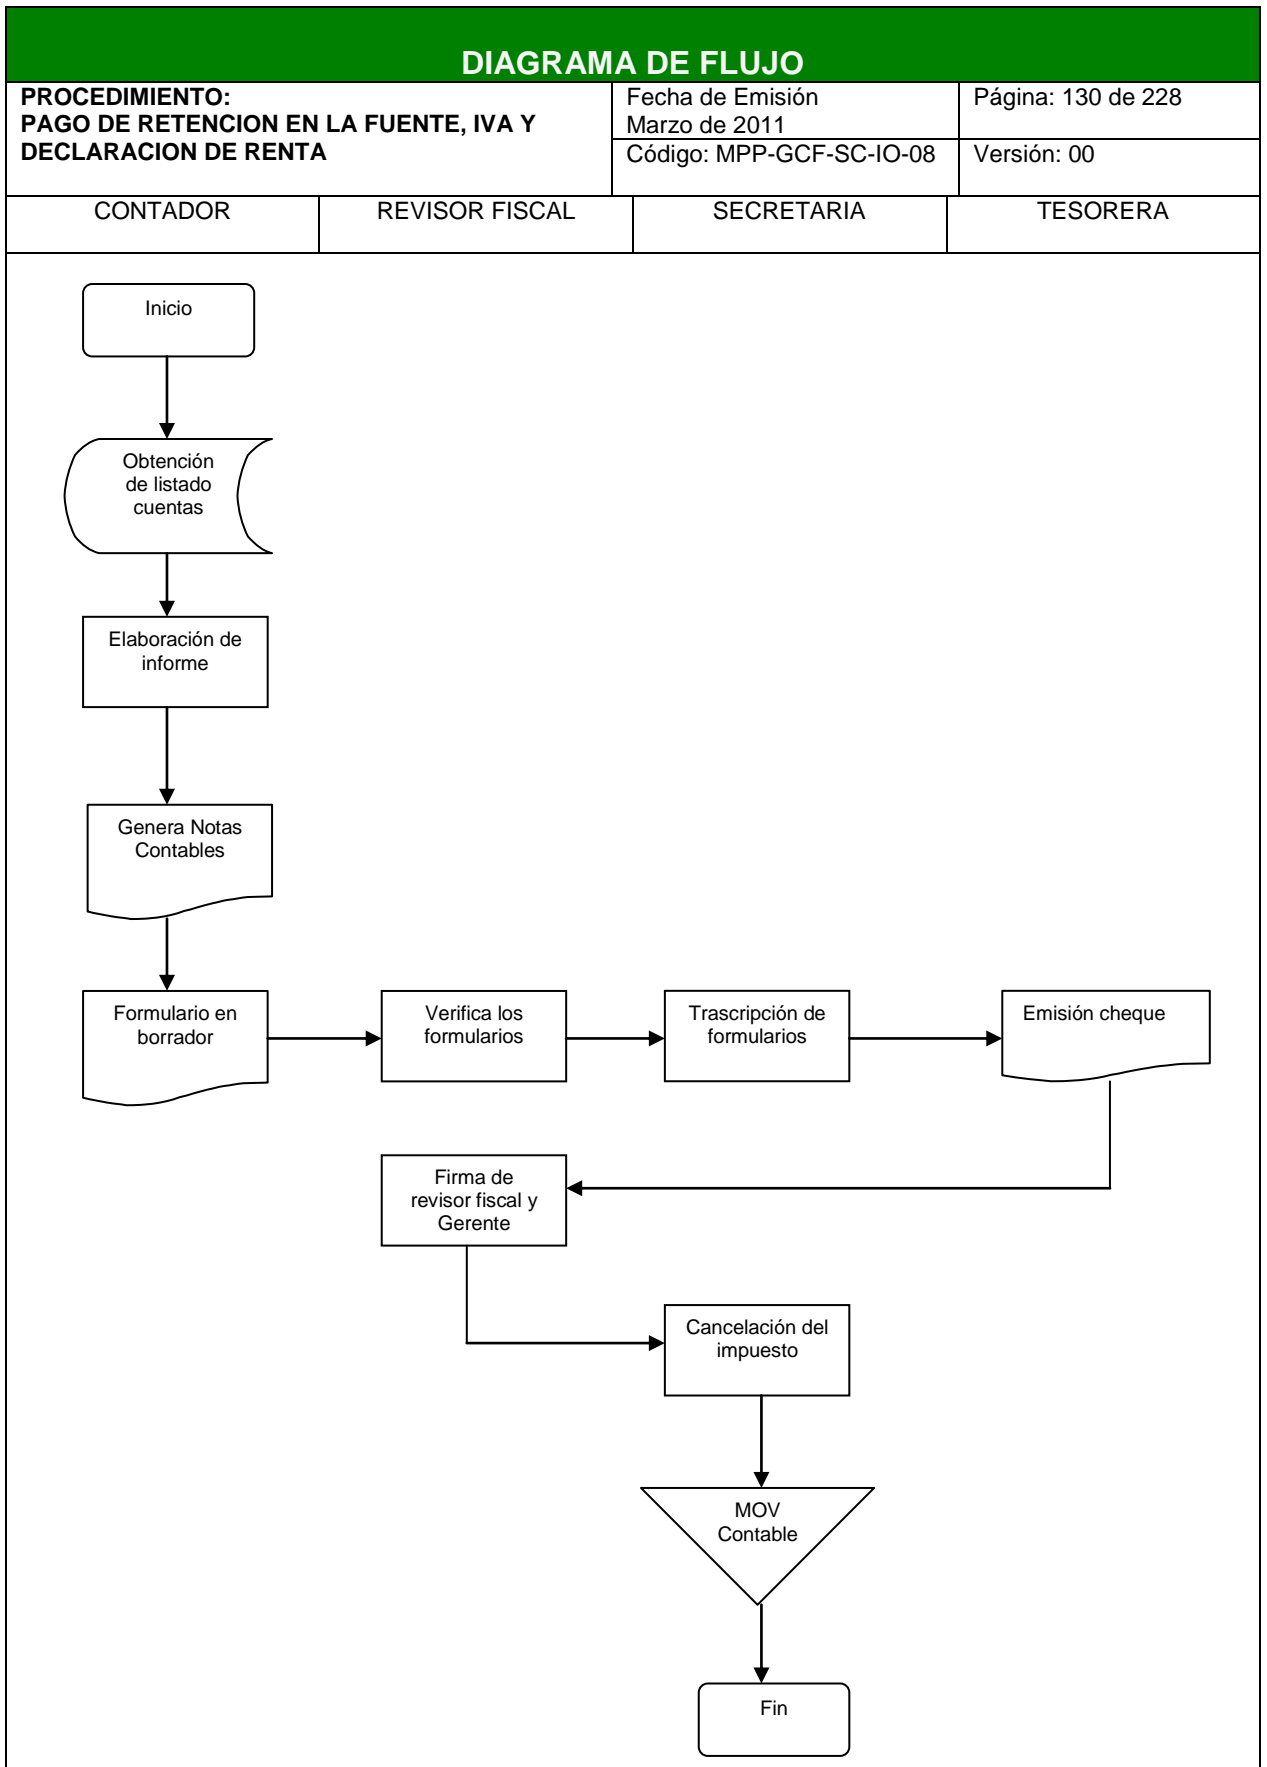 DIAGRAMA DE FLUJO
PROCEDIMIENTO:
PAGO DE RETENCION EN LA FUENTE, IVA Y
DECLARACION DE RENTA
Fecha de Emisión
Marzo de 2011
Página: 130 de 228
Código: MPP-GCF-SC-IO-08
Versión: 00
CONTADOR
REVISOR FISCAL
SECRETARIA
TESORERA
Inicio
Obtención
de listado
cuentas
Elaboración de
informe
Genera Notas
Contables
Formulario en
borrador
Verifica los
formularios
Trascripción de
formularios
Emisión cheque
Firma de
revisor fiscal y
Gerente
Cancelación del
impuesto
MOV
Contable
Fin